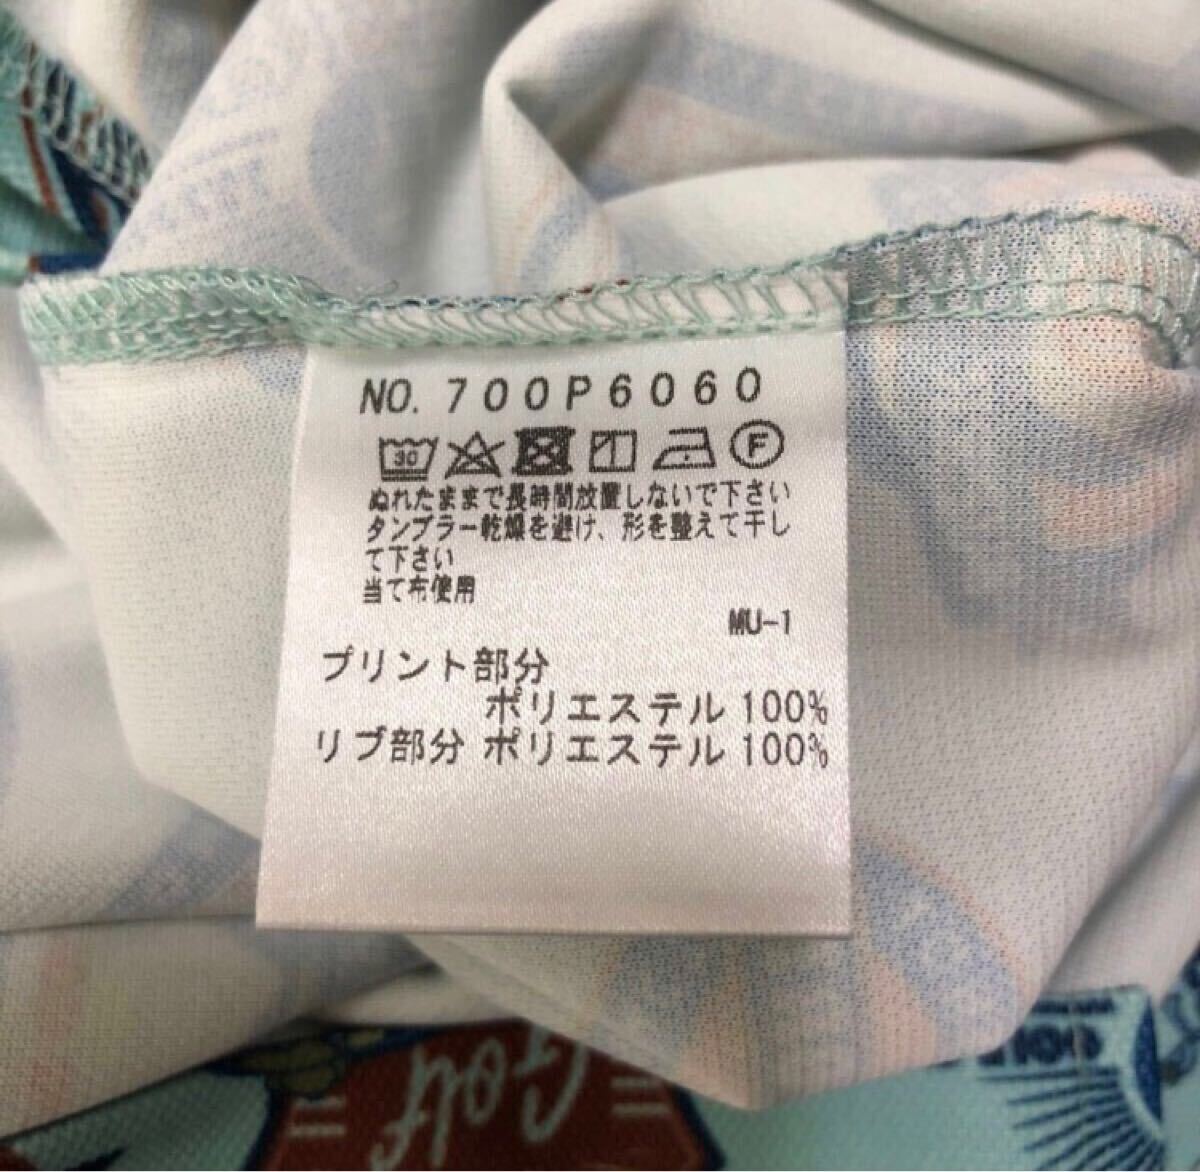 NO. 700P6060
30 F
ぬれたままで長時間放置しないで下さい
タンブラー乾燥を避け、形を整えて干し
て下さい
当て布使用
MU-1
プリント部分
ポリエステル 100%
リブ部分 ポリエステル 100%
Golf